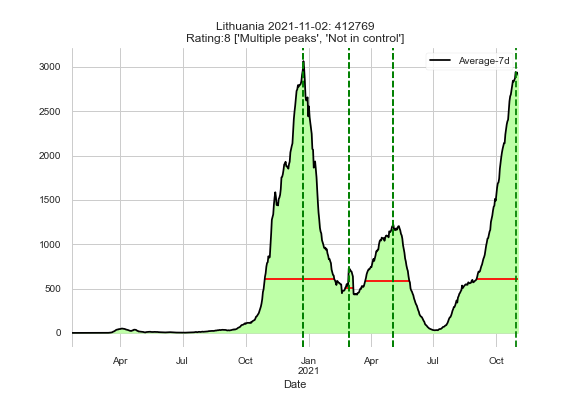 Lithuania 2021-11-02: 412769
Rating:8 ['Multiple peaks', 'Not in control']
Average-7d
3000
2500
2000
1500
1000
500
0
Apr Jul Oct Jan Apr Jul Oct
2021
Date